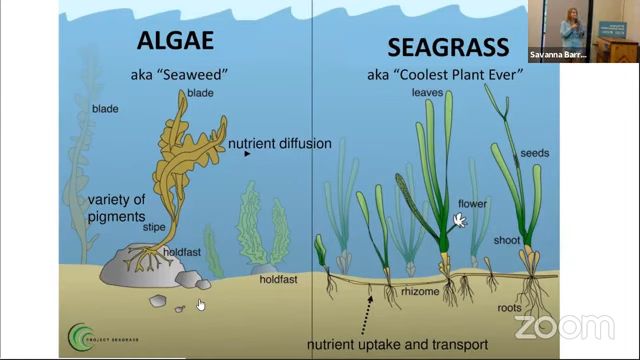 ALGAE
aka “Seaweed”
blade
blade
nutrient diffusion
variety of
pigments
stipe
holdfast
holdfast
PROJECT SEAGRASS
SEAGRASS
aka “Coolest Plant Ever”
leaves
seeds
flower
shoot
rhizome
roots
nutrient uptake and transport
Savanna Barr...
zoom